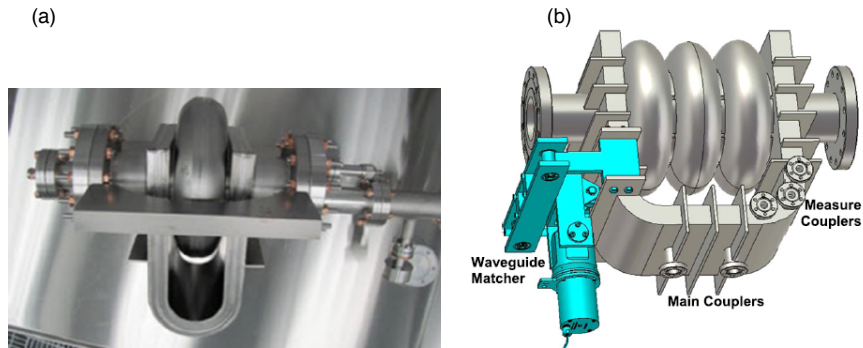 (a)
(b)
Measure
Couplers
Waveguide
Matcher
Main Couplers